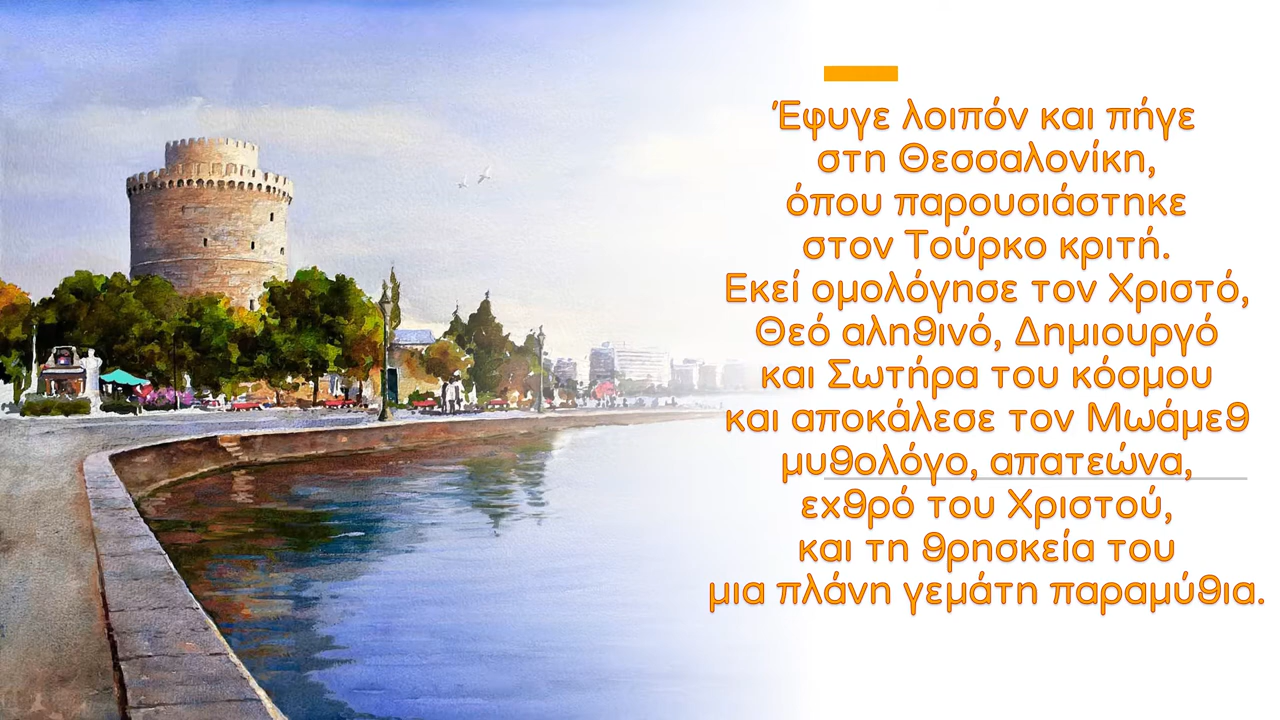 Έφυγε λοιπόν και πήγε
στη Θεσσαλονίκη,
όπου παρουσιάστηκε
στον Τούρκο κριτή.
Εκεί ομολόγησε τον Χριστό,
Θεό αληθινό, Δημιουργό
και Σωτήρα του κόσμου
και αποκάλεσε τον Μωάμεθ
μυθολόγο, απατεώνα,
εχθρό του Χριστού,
και τη θρησκεία του
μια πλάνη γεμάτη παραμύθια.